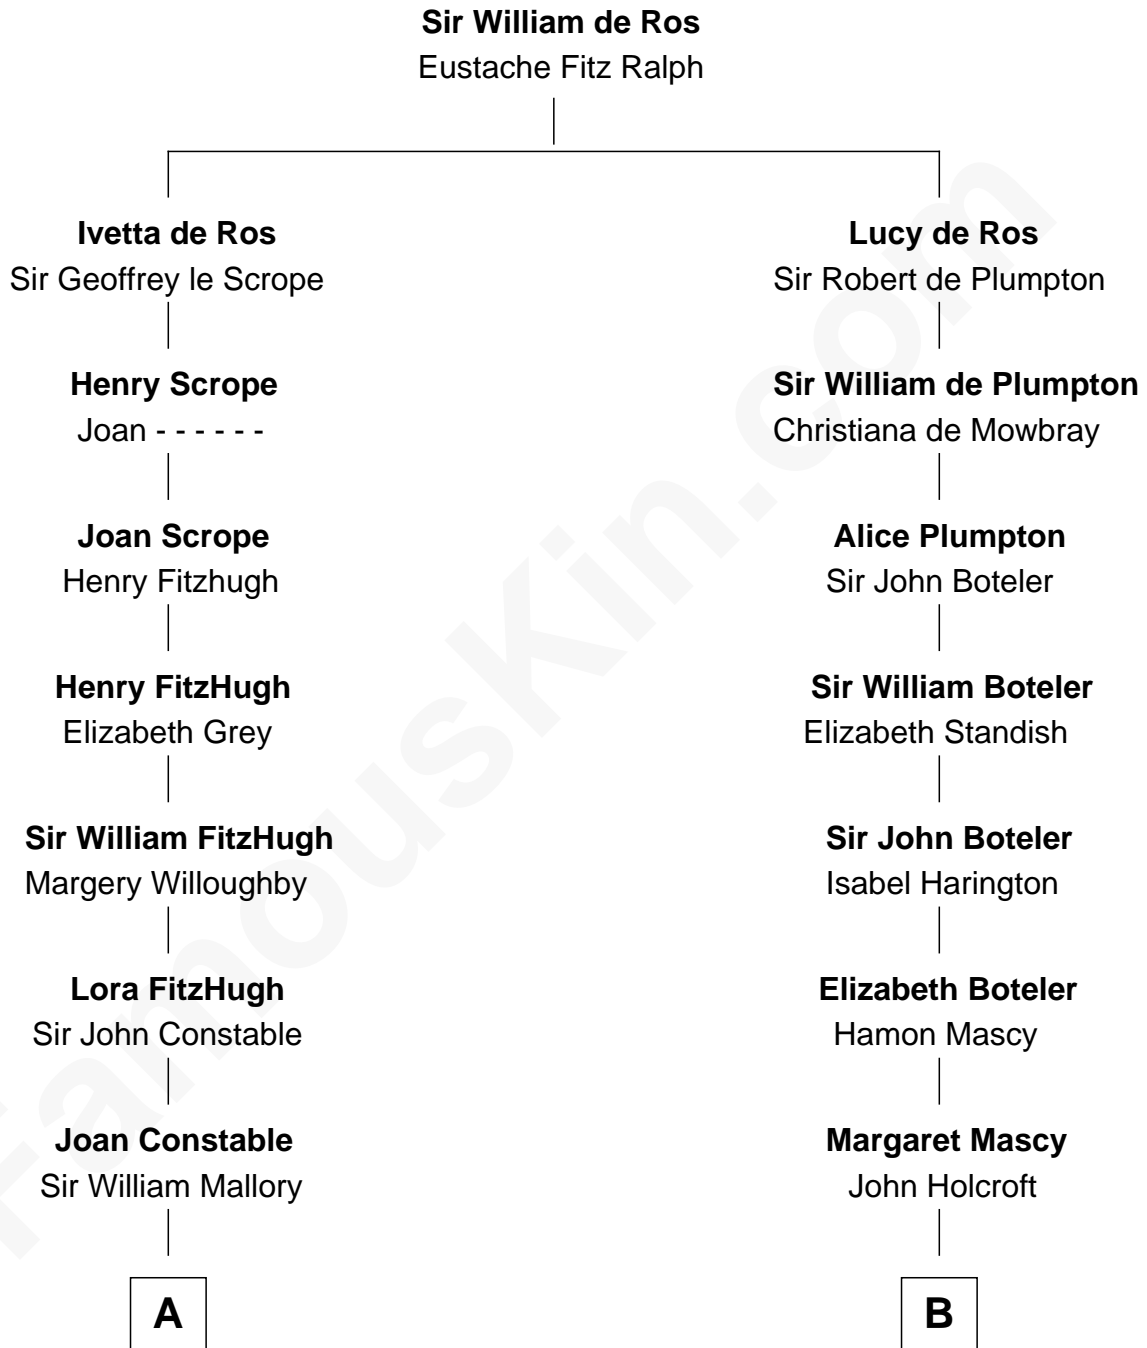 Sir William de Ros
Eustache Fitz Ralph
Ivetta de Ros
Sir Geoffrey le Scrope
Henry Scrope
Joan - - - - - -
Joan Scrope
Henry Fitzhugh
Henry FitzHugh
Elizabeth Grey
Sir William FitzHugh
Margery Willoughby
Lora FitzHugh
Sir John Constable
Joan Constable
Sir William Mallory
A
Lucy de Ros
Sir Robert de Plumpton
Sir William de Plumpton
Christiana de Mowbray
Alice Plumpton
Sir John Boteler
Sir William Boteler
Elizabeth Standish
Sir John Boteler
Isabel Harington
Elizabeth Boteler
Hamon Mascy
Margaret Mascy
John Holcroft
B
FamousKin.com